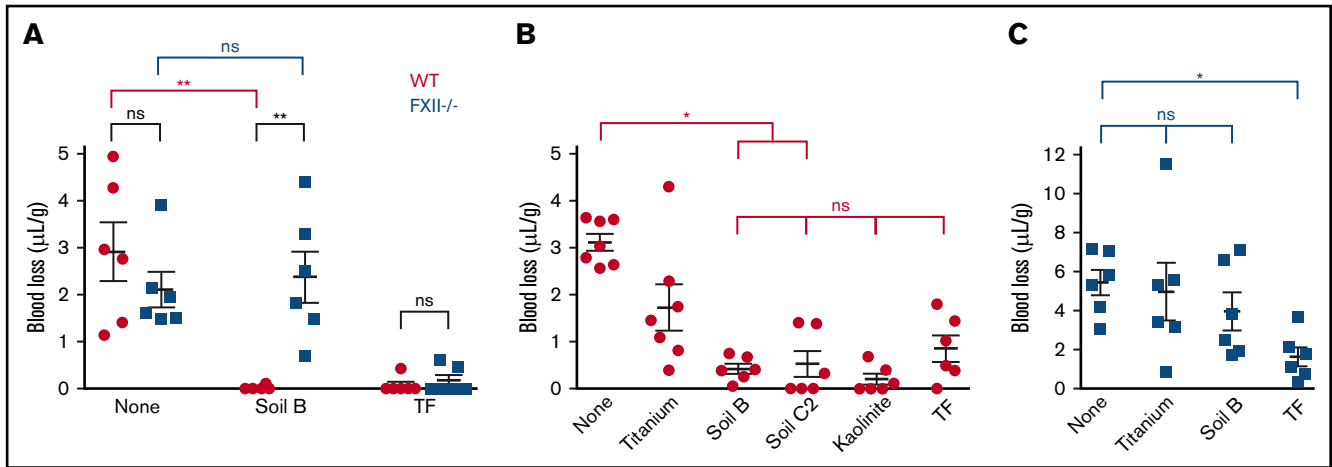 A
ns
**
WT
FXII-/-
ns
**
ns
Blood loss (μL/g)
5
4
3
2
1
0
None
Soil B
TF
B
*
ns
Blood loss (μL/g)
5
4
3
2
1
0
None
Titanium
Soil B
Soil C2
Kaolinite
TF
C
*
ns
Blood loss (μL/g)
12
10
8
6
4
2
0
None
Titanium
Soil B
TF